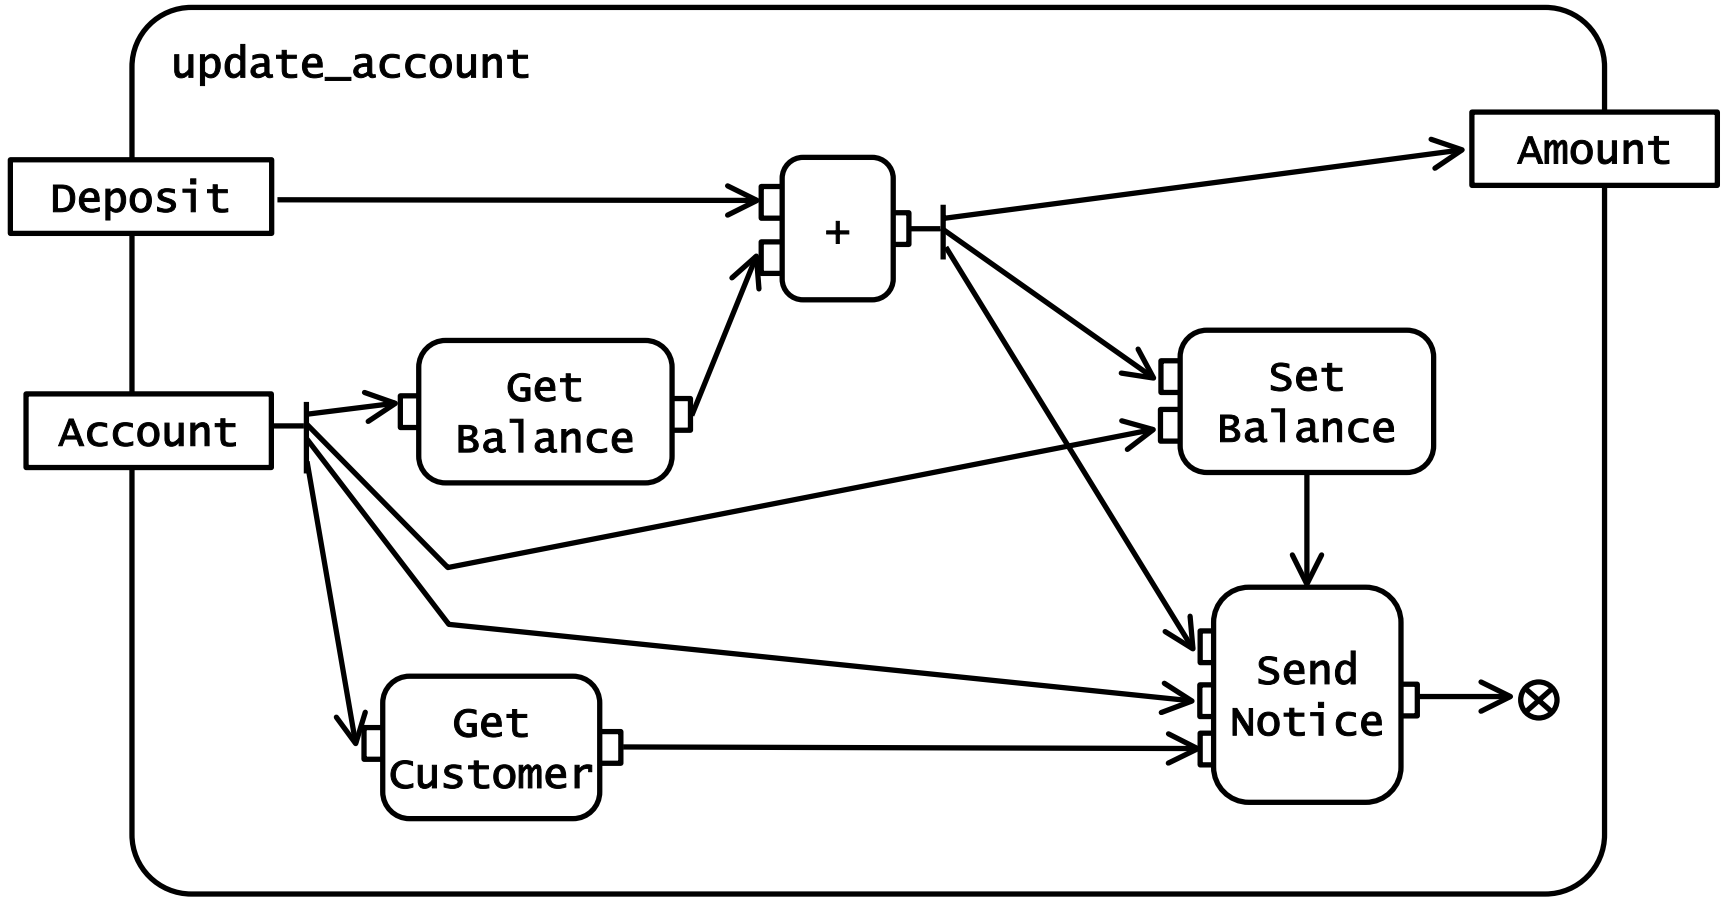 update_account
Deposit
Amount
+
Account
Get
Balance
Set
Balance
Get
Customer
Send
Notice